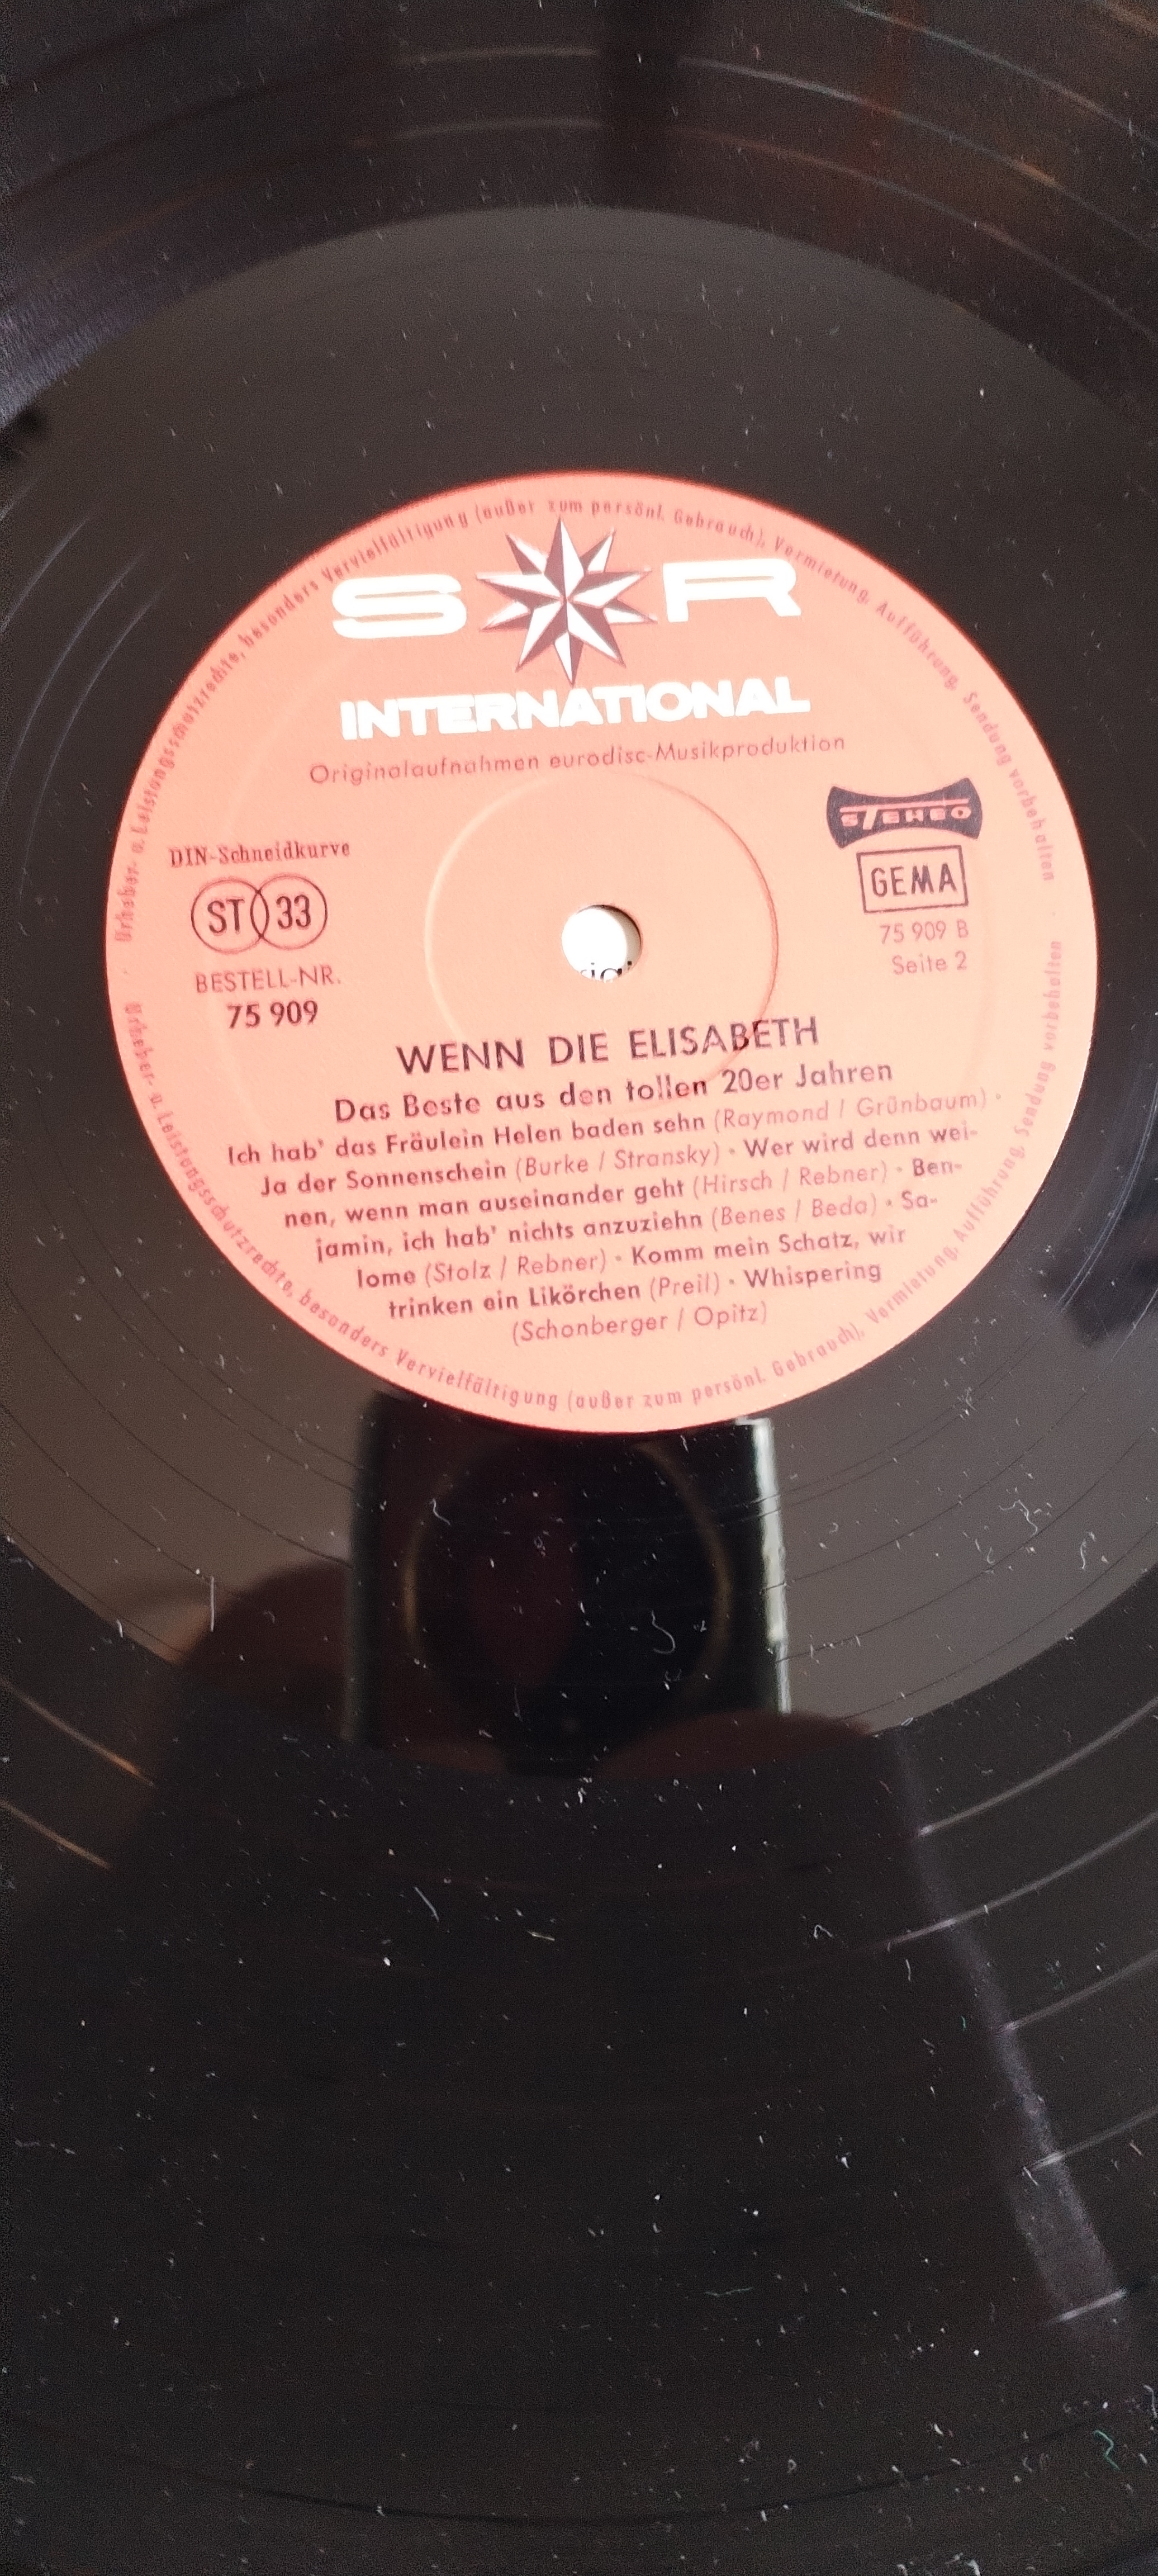 Urheber- u. Leistungsschutzrechte, besonders Vervielfältigung (außer zum persönl. Gebrauch), Vermietung, Aufführung, Sendung vorbehalten
S R
INTERNATIONAL
Originalaufnahmen eurodisc-Musikproduktion
STEREO
DIN-Schneidkurve
GEMA
ST 33
75 909 B
BESTELL-NR.
Seite 2
75 909
WENN DIE ELISABETH
Das Beste aus den tollen 20er Jahren
Ich hab' das Fräulein Helen baden sehn (Raymond / Grünbaum) ·
Ja der Sonnenschein (Burke / Stransky) · Wer wird denn wei-
nen, wenn man auseinander geht (Hirsch / Rebner) · Ben-
jamin, ich hab' nichts anzuziehn (Benes / Beda) · Sa-
lome (Stolz / Rebner) · Komm mein Schatz, wir
trinken ein Likörchen (Preil) · Whispering
(Schonberger / Opitz)
Urheber- u. Leistungsschutzrechte, besonders Vervielfältigung (außer zum persönl. Gebrauch), Vermietung, Aufführung, Sendung vorbehalten